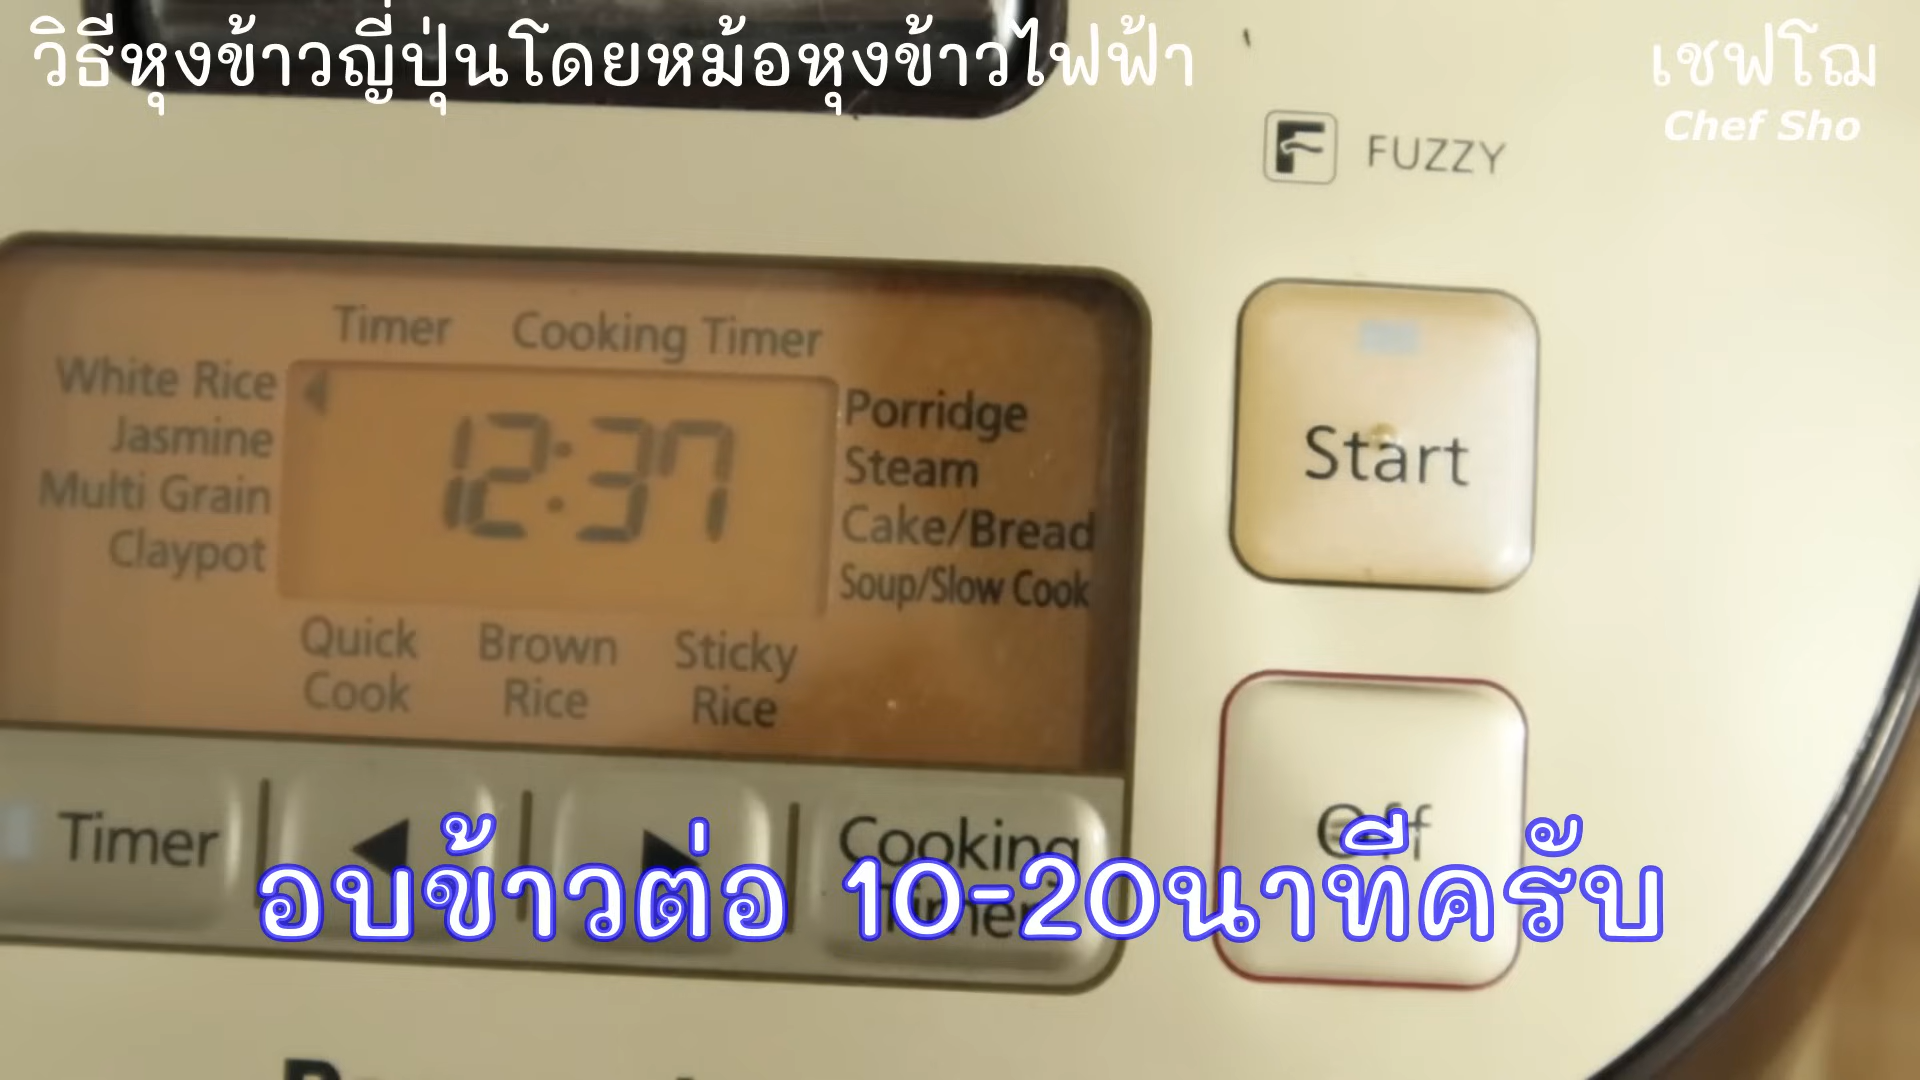 วิธีหุงข้าวญี่ปุ่นโดยหม้อหุงข้าวไฟฟ้า
เชฟโฌ
Chef Sho
F FUZZY
Timer Cooking Timer
White Rice
Jasmine
Multi Grain
Claypot
12:37
Porridge
Steam
Cake/Bread
Soup/Slow Cook
Quick Cook
Brown Rice
Sticky Rice
Start
Off
Timer
Cooking Timer
อบข้าวต่อ 10-20นาทีครับ